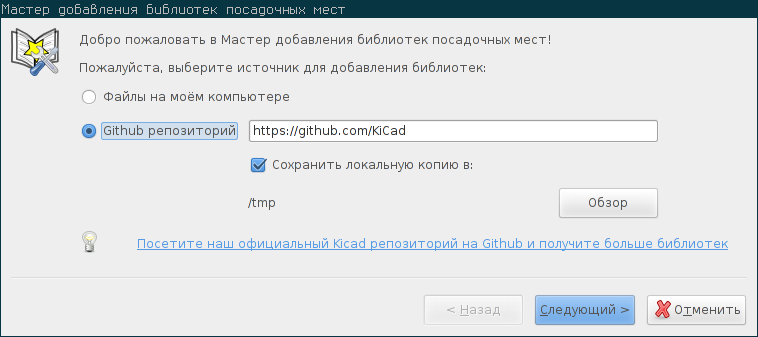 Мастер добавления библиотек посадочных мест
Добро пожаловать в Мастер добавления библиотек посадочных мест!
Пожалуйста, выберите источник для добавления библиотек:
Файлы на моём компьютере
Github репозиторий https://github.com/KiCad
Сохранить локальную копию в:
/tmp Обзор
Посетите наш официальный Kicad репозиторий на Github и получите больше библиотек
< Назад Следующий > Отменить